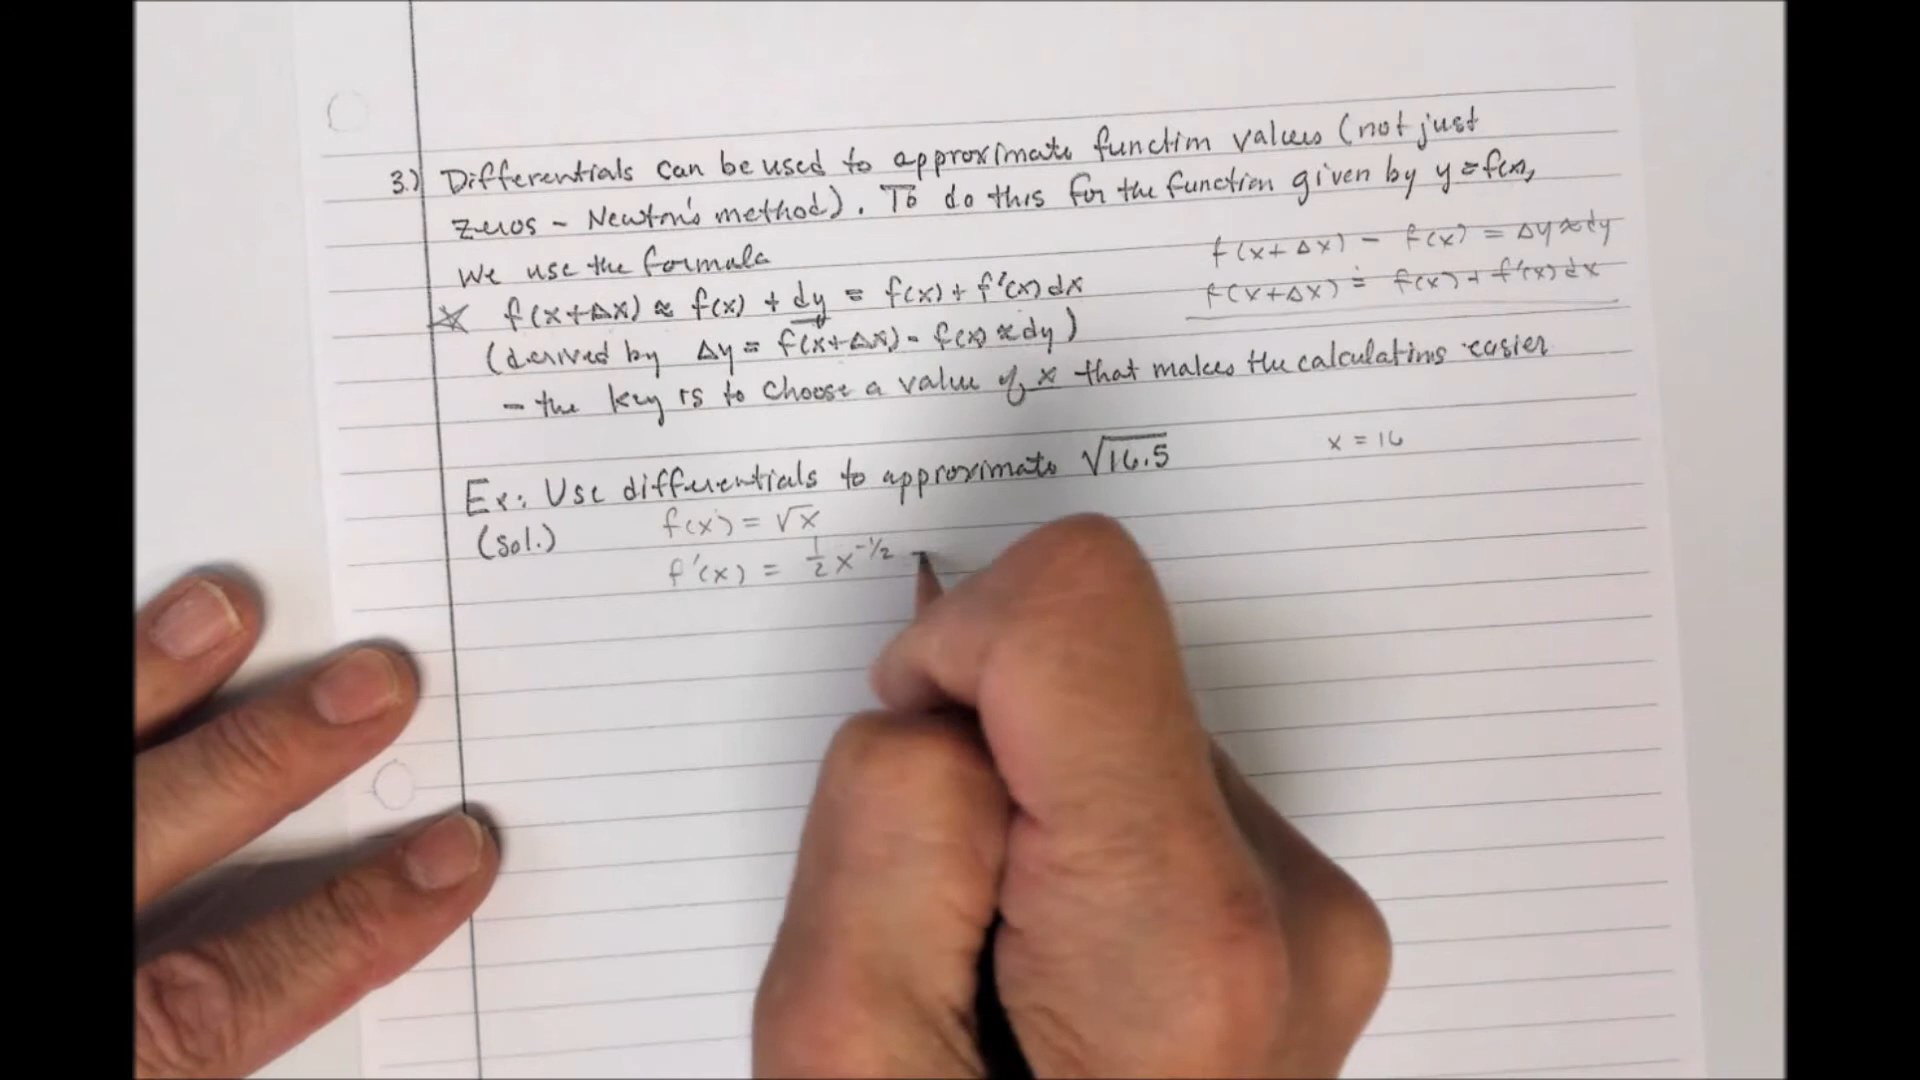 3.) Differentials can be used to approximate function values (not just
zeros - Newton's method). To do this for the function given by y = f(x),
we use the formula
f(x+Δx) - f(x) = Δy ≈ dy
☆ f(x+Δx) ≈ f(x) + dy = f(x) + f'(x) dx
f(x+Δx) ≐ f(x) + f'(x) dx
(derived by Δy = f(x+Δx) - f(x) ≈ dy)
- the key is to choose a value of x that makes the calculations easier
x = 16
Ex: Use differentials to approximate √16.5
(Sol.) f(x) = √x
f'(x) = 1/2 x^-1/2